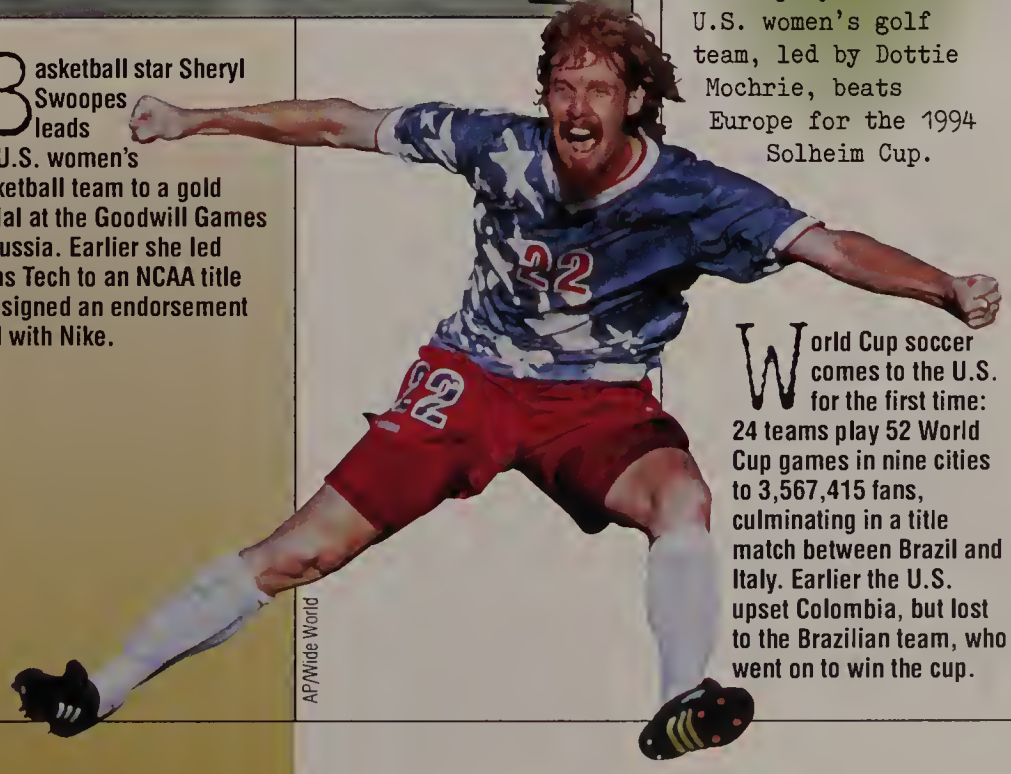 Basketball star Sheryl
Swoopes
leads
U.S. women's
ketball team to a gold
al at the Goodwill Games
ussia. Earlier she led
Tech to an NCAA title
signed an endorsement
with Nike.
U.S. women's golf
team, led by Dottie
Mochrie, beats
Europe for the 1994
Solheim Cup.
22
22
World Cup soccer
comes to the U.S.
for the first time:
24 teams play 52 World
Cup games in nine cities
to 3,567,415 fans,
culminating in a title
match between Brazil and
Italy. Earlier the U.S.
upset Colombia, but lost
to the Brazilian team, who
went on to win the cup.
AP/Wide World